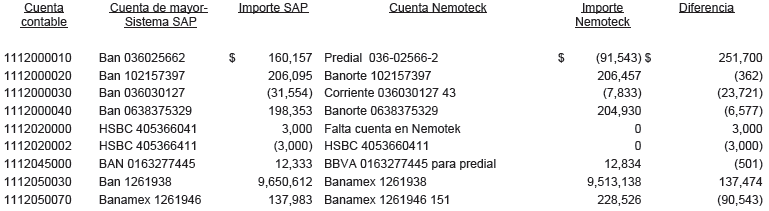 Cuenta contable Cuenta de mayor- Sistema SAP Importe SAP Cuenta Nemoteck Importe Nemoteck Diferencia
1112000010 Ban 036025662 $ 160,157 Predial 036-02566-2 $ (91,543) $ 251,700
1112000020 Ban 102157397 206,095 Banorte 102157397 206,457 (362)
1112000030 Ban 036030127 (31,554) Corriente 036030127 43 (7,833) (23,721)
1112000040 Ban 0638375329 198,353 Banorte 0638375329 204,930 (6,577)
1112020000 HSBC 405366041 3,000 Falta cuenta en Nemotek 0 3,000
1112020002 HSBC 405366411 (3,000) HSBC 4053660411 0 (3,000)
1112045000 BAN 0163277445 12,333 BBVA 0163277445 para predial 12,834 (501)
1112050030 Ban 1261938 9,650,612 Banamex 1261938 9,513,138 137,474
1112050070 Banamex 1261946 137,983 Banamex 1261946 151 228,526 (90,543)